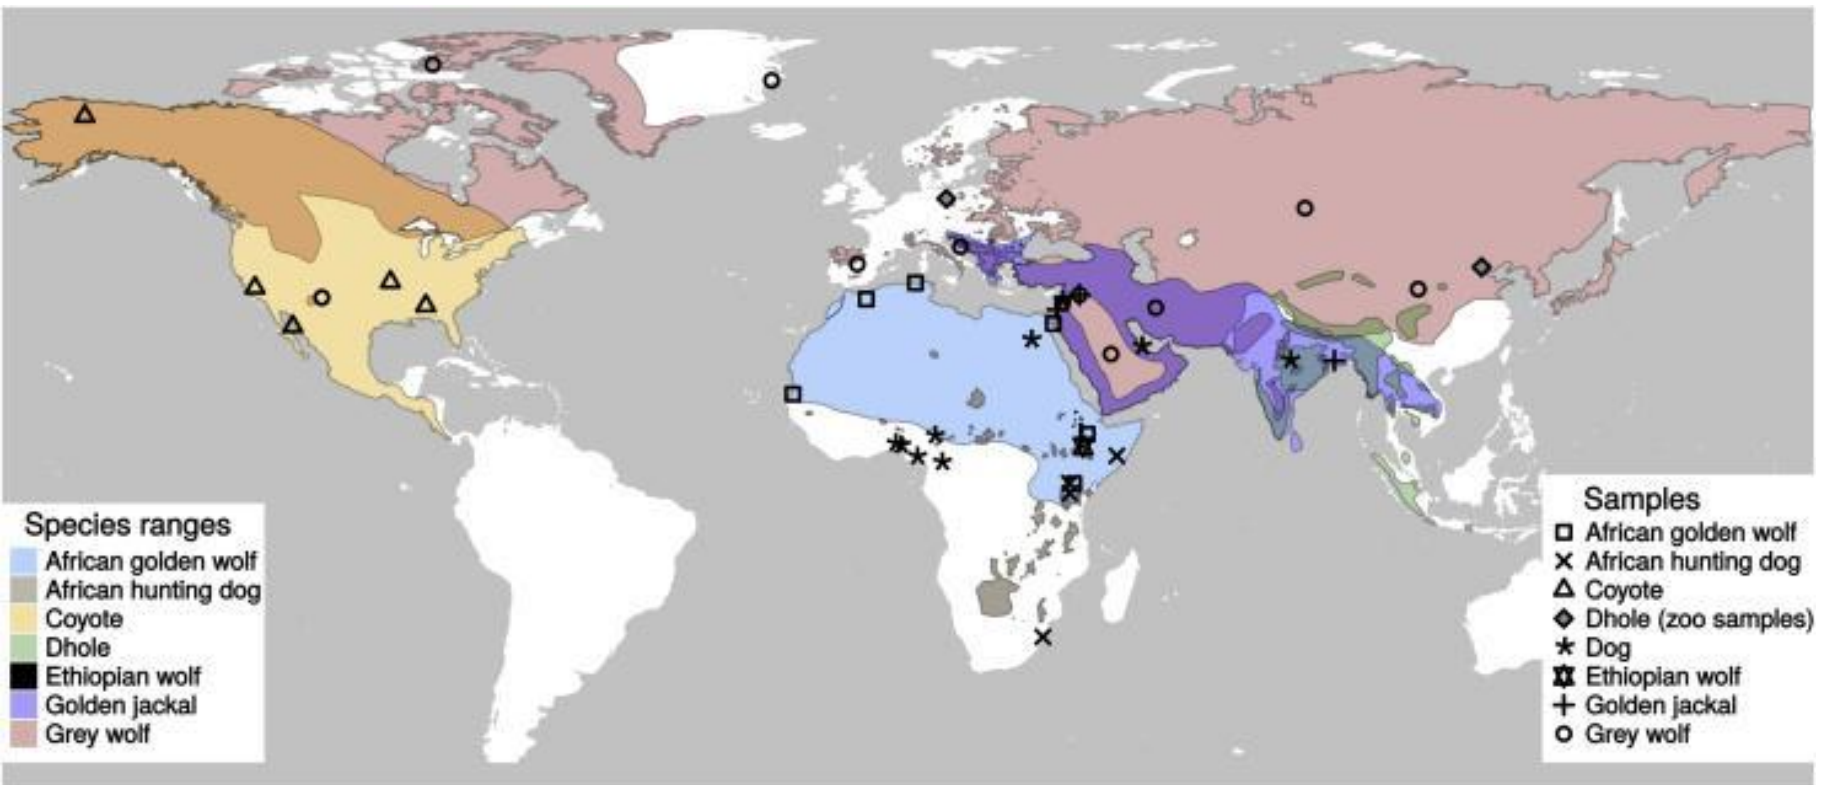 Species ranges
African golden wolf
African hunting dog
Coyote
Dhole
Ethiopian wolf
Golden jackal
Grey wolf
Samples
African golden wolf
African hunting dog
Coyote
Dhole (zoo samples)
Dog
Ethiopian wolf
Golden jackal
Grey wolf